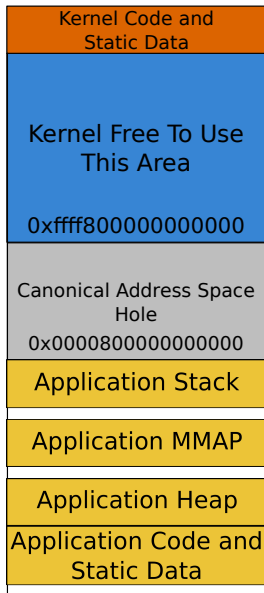 Kernel Code and
Static Data
Kernel Free To Use
This Area
0xffff800000000000
Canonical Address Space
Hole
0x0000800000000000
Application Stack
Application MMAP
Application Heap
Application Code and
Static Data